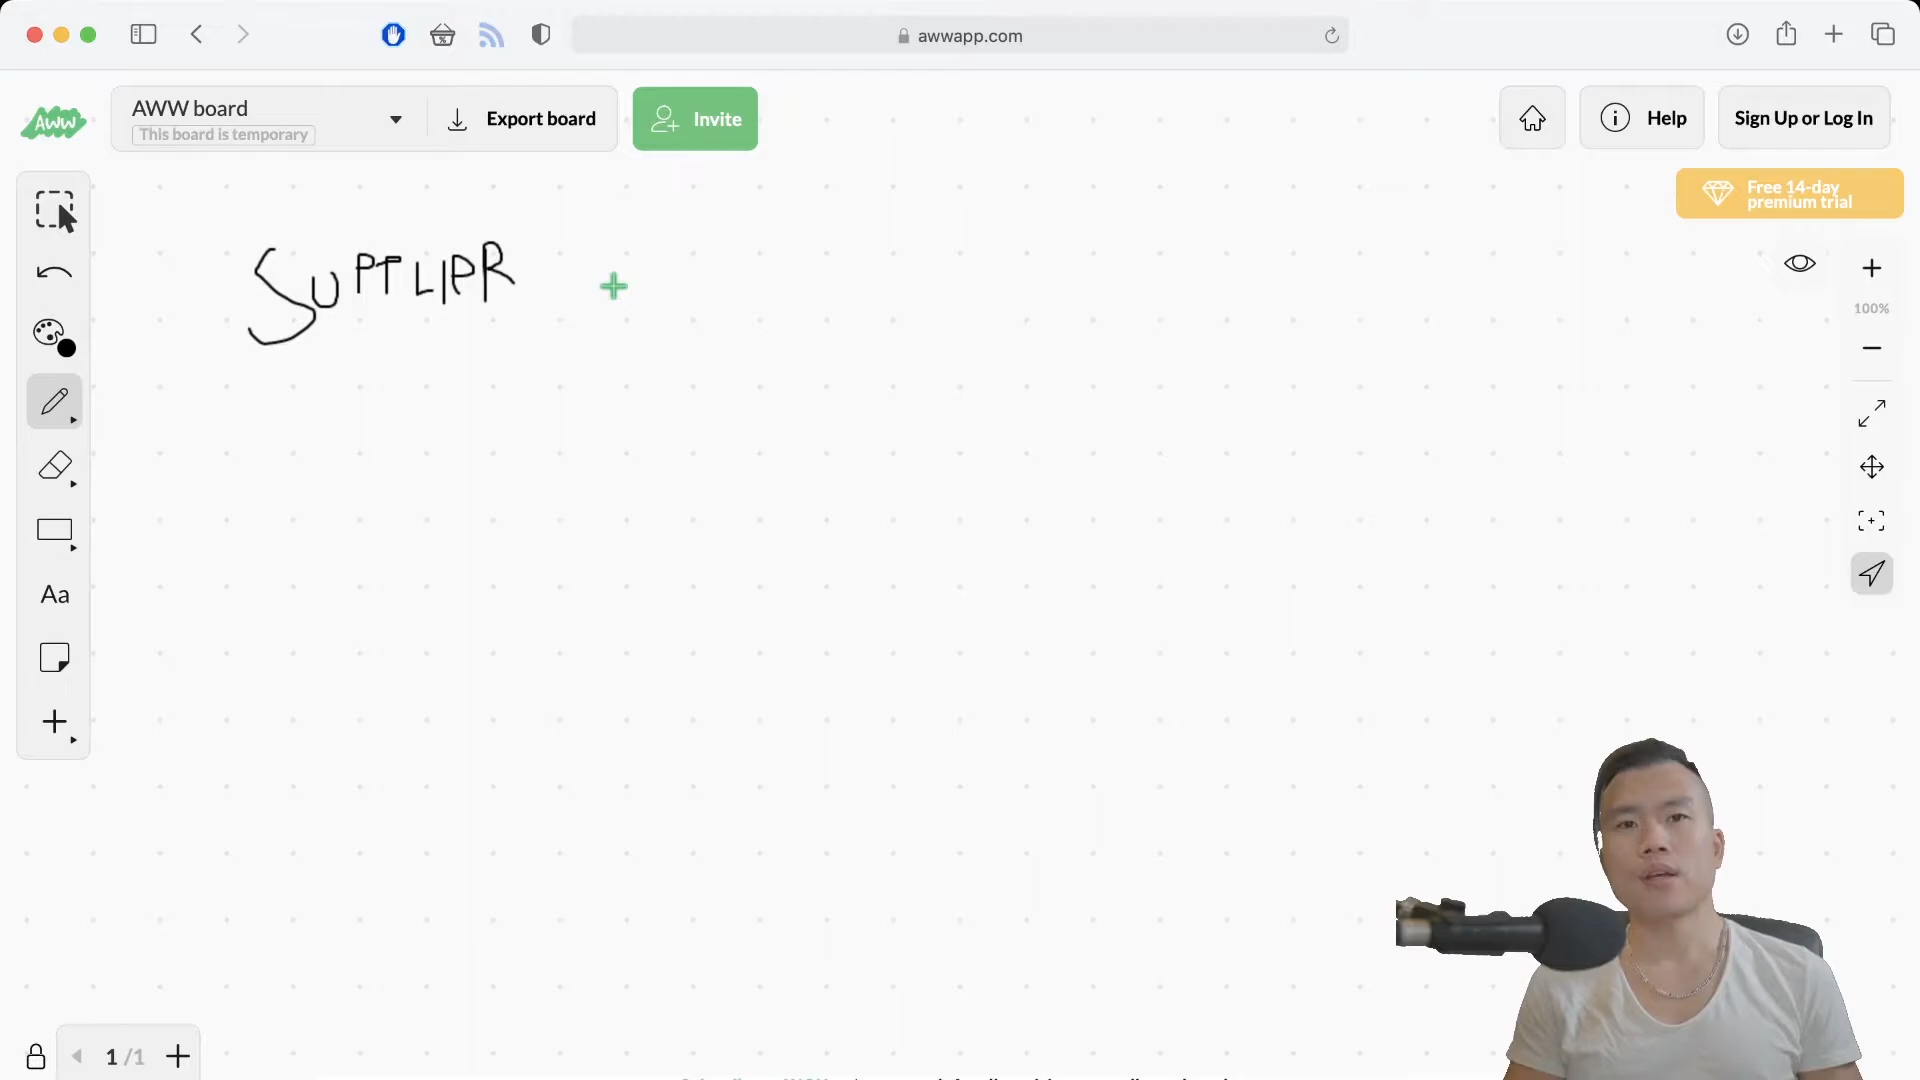 awwapp.com
AWW
AWW board
This board is temporary
Export board
Invite
Help
Sign Up or Log In
Free 14-day
premium trial
SUPPLIER
100%
Aa
1/1